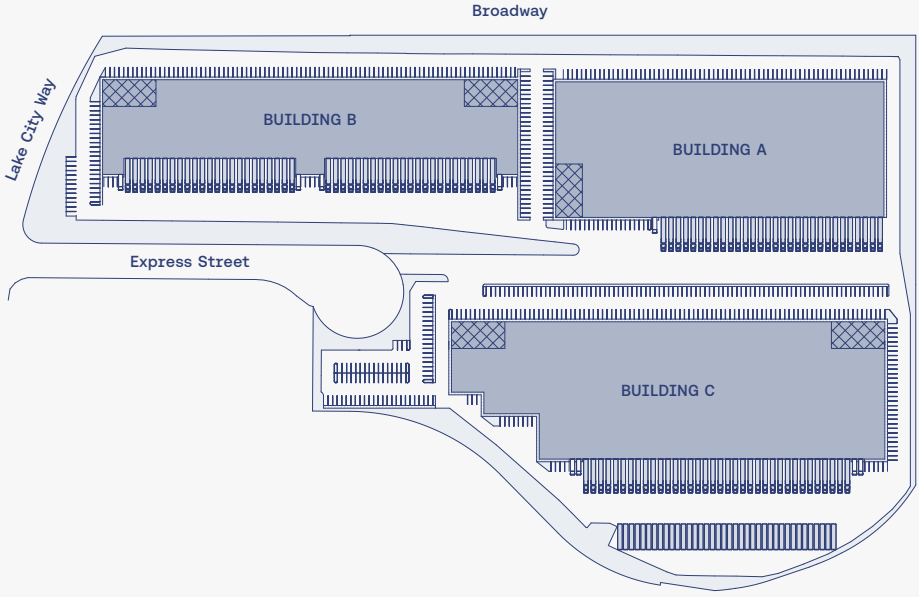 Broadway
Lake City Way
BUILDING B
BUILDING A
Express Street
BUILDING C